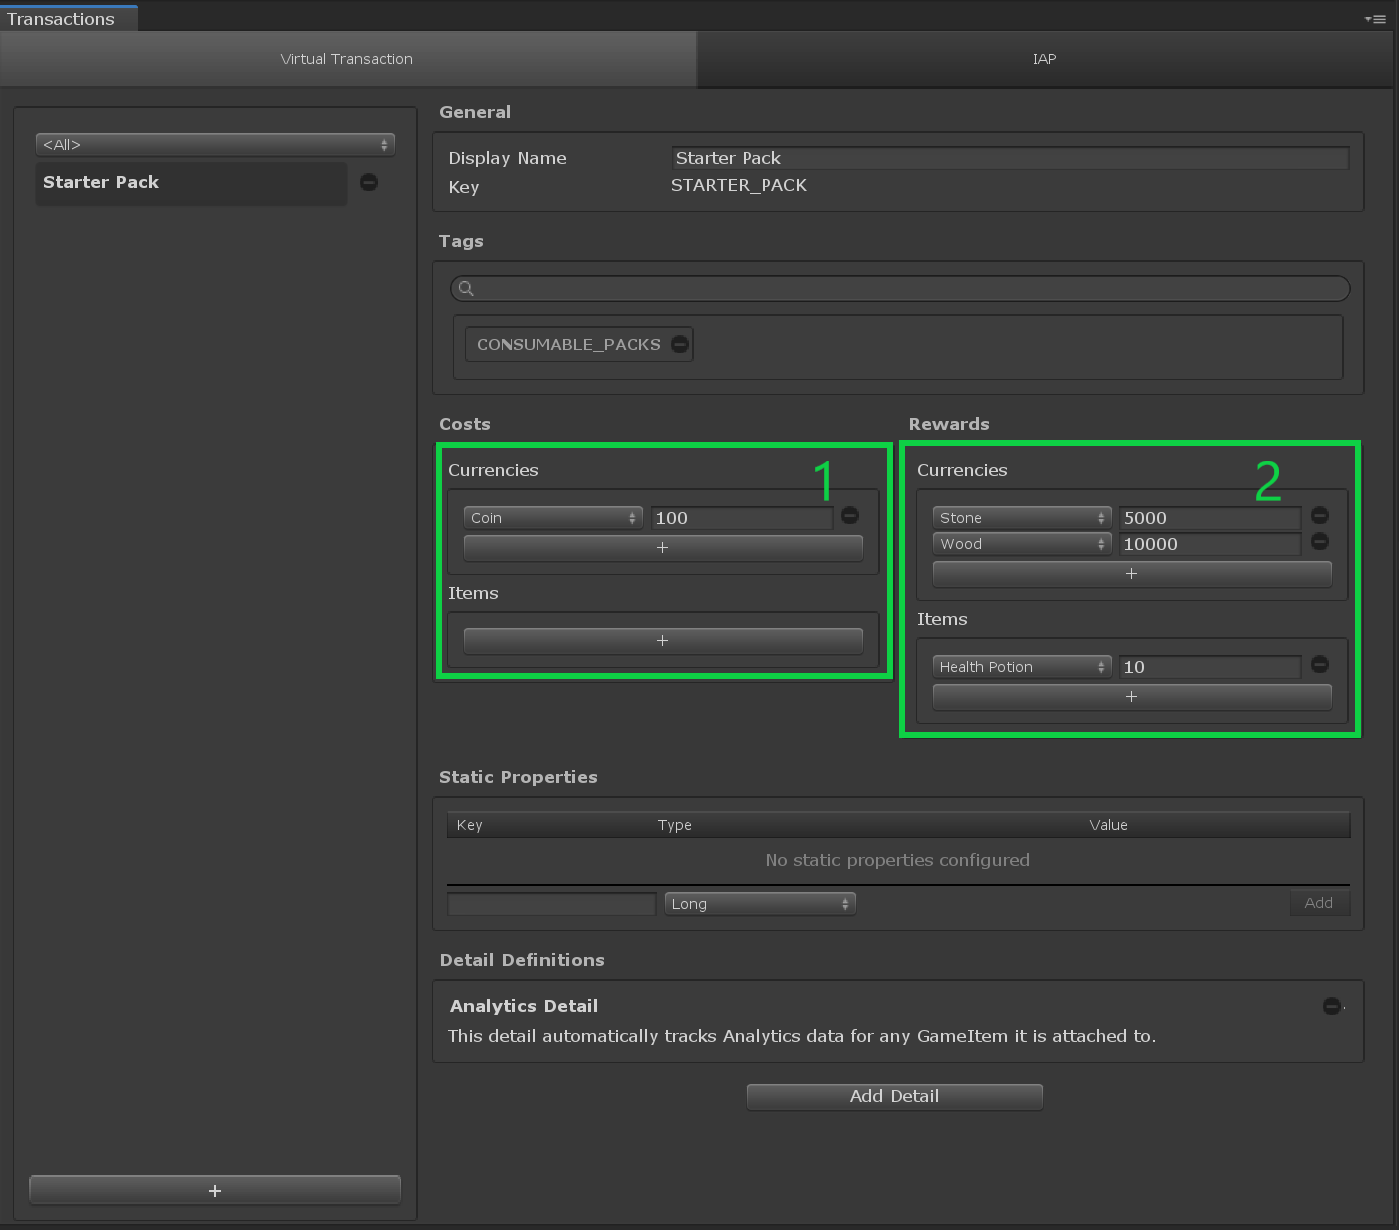 Transactions
Virtual Transaction
IAP
<All>
Starter Pack
+
General
Display Name Starter Pack
Key STARTER_PACK
Tags
CONSUMABLE_PACKS
Costs
Currencies 1
Coin 100
+
Items
+
Rewards
Currencies 2
Stone 5000
Wood 10000
+
Items
Health Potion 10
+
Static Properties
Key Type Value
No static properties configured
Long Add
Detail Definitions
Analytics Detail
This detail automatically tracks Analytics data for any GameItem it is attached to.
Add Detail